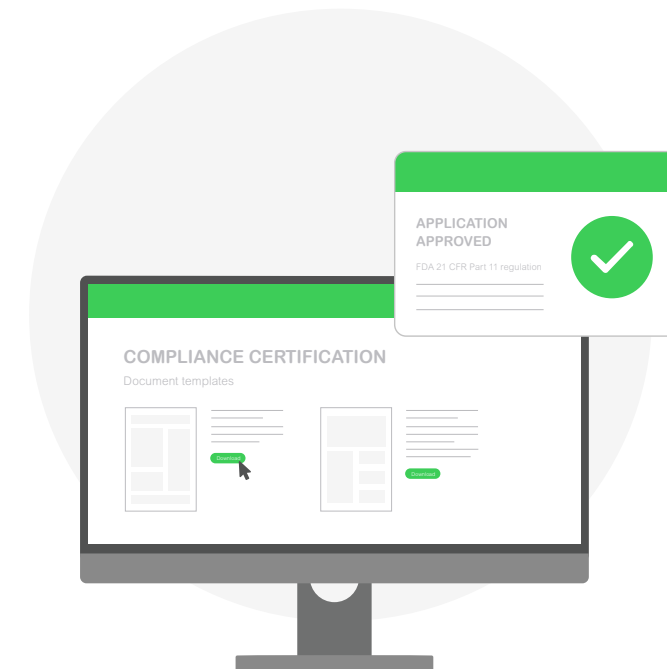 APPLICATION
APPROVED
FDA 21 CFR Part 11 regulation
COMPLIANCE CERTIFICATION
Document templates
Download
Download